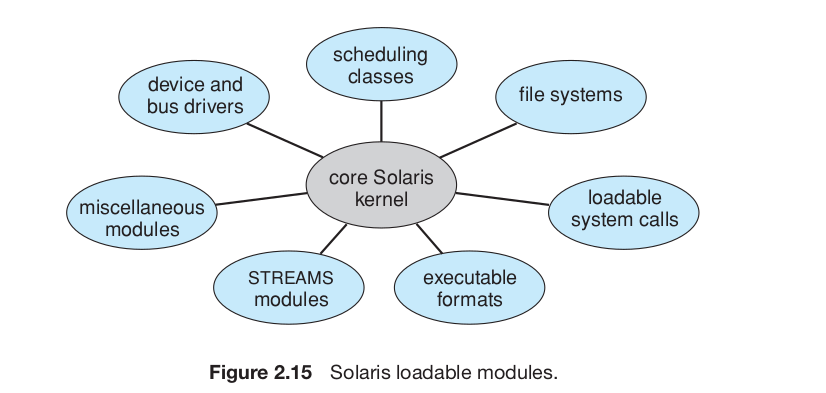 scheduling
classes
device and
bus drivers
file systems
core Solaris
kernel
miscellaneous
modules
loadable
system calls
STREAMS
modules
executable
formats
Figure 2.15 Solaris loadable modules.